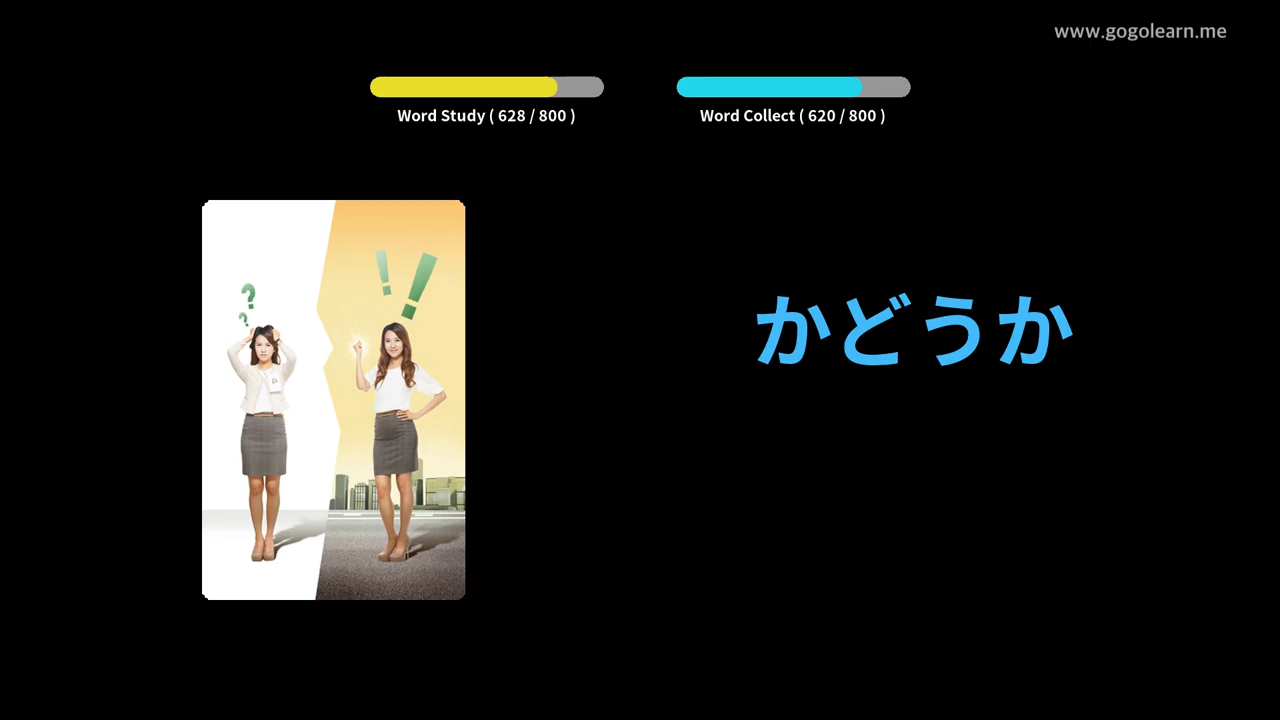 www.gogolearn.me
Word Study ( 628 / 800 )
Word Collect ( 620 / 800 )
? ?
! !
かどうか